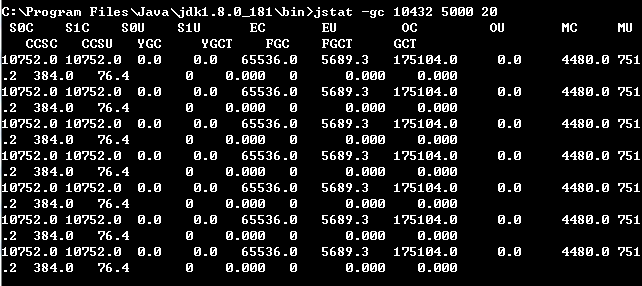 C:\Program Files\Java\jdk1.8.0_181\bin>jstat -gc 10432 5000 20
S0C S1C S0U S1U EC EU OC OU MC MU
CCSC CCSU YGC YGCT FGC FGCT GCT
10752.0 10752.0 0.0 0.0 65536.0 5689.3 175104.0 0.0 4480.0 751
.2 384.0 76.4 0 0.000 0 0.000 0.000
10752.0 10752.0 0.0 0.0 65536.0 5689.3 175104.0 0.0 4480.0 751
.2 384.0 76.4 0 0.000 0 0.000 0.000
10752.0 10752.0 0.0 0.0 65536.0 5689.3 175104.0 0.0 4480.0 751
.2 384.0 76.4 0 0.000 0 0.000 0.000
10752.0 10752.0 0.0 0.0 65536.0 5689.3 175104.0 0.0 4480.0 751
.2 384.0 76.4 0 0.000 0 0.000 0.000
10752.0 10752.0 0.0 0.0 65536.0 5689.3 175104.0 0.0 4480.0 751
.2 384.0 76.4 0 0.000 0 0.000 0.000
10752.0 10752.0 0.0 0.0 65536.0 5689.3 175104.0 0.0 4480.0 751
.2 384.0 76.4 0 0.000 0 0.000 0.000
10752.0 10752.0 0.0 0.0 65536.0 5689.3 175104.0 0.0 4480.0 751
.2 384.0 76.4 0 0.000 0 0.000 0.000